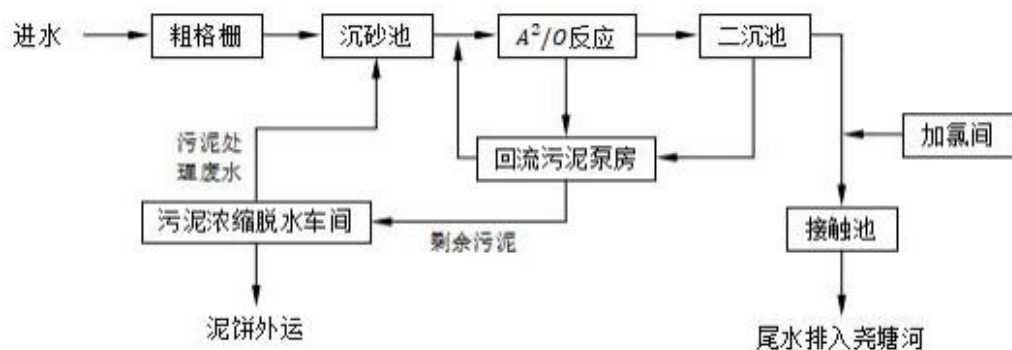 进水
粗格栅
沉砂池
A²/O反应
二沉池
污泥处
理废水
回流污泥泵房
加氯间
污泥浓缩脱水车间
剩余污泥
接触池
泥饼外运
尾水排入尧塘河